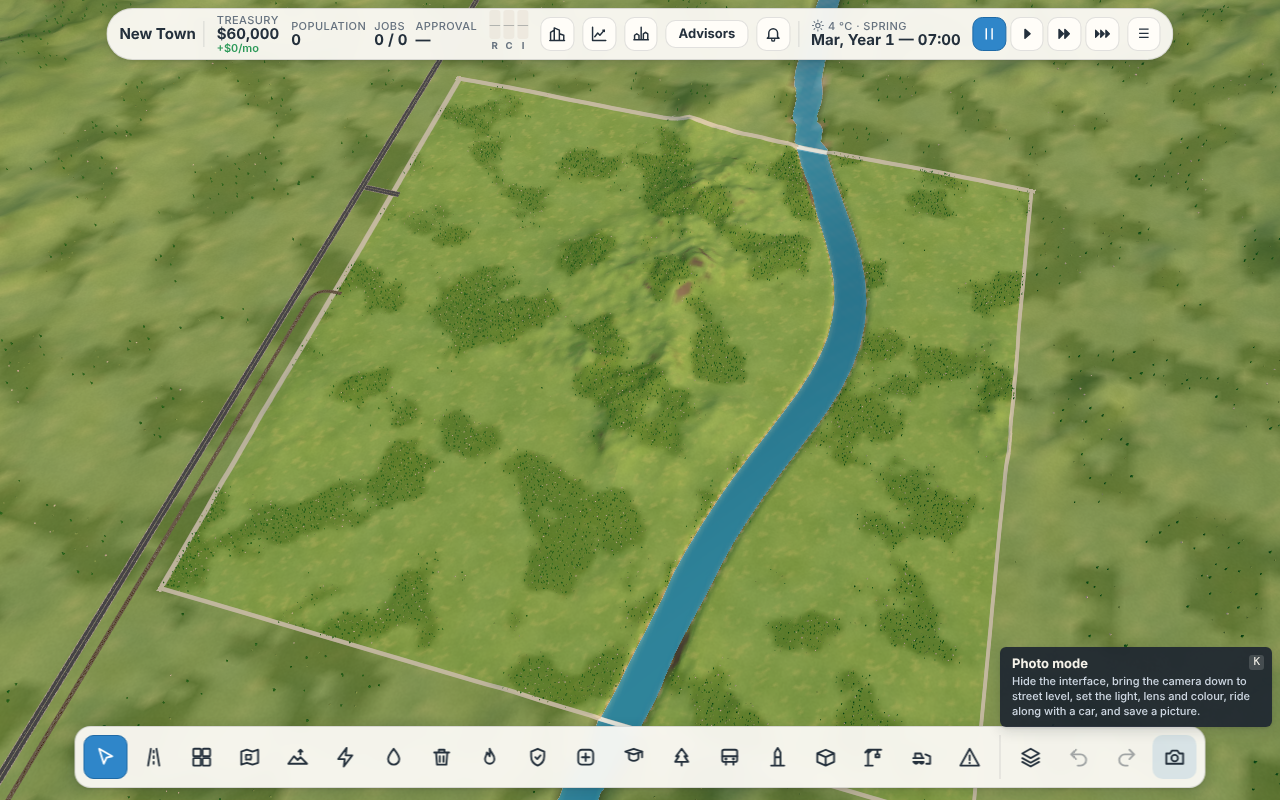 New Town
TREASURY
$60,000
+$0/mo
POPULATION
0
JOBS
0 / 0
APPROVAL
—
R C I
Advisors
4 °C · SPRING
Mar, Year 1 — 07:00
Photo mode
K
Hide the interface, bring the camera down to
street level, set the light, lens and colour, ride
along with a car, and save a picture.